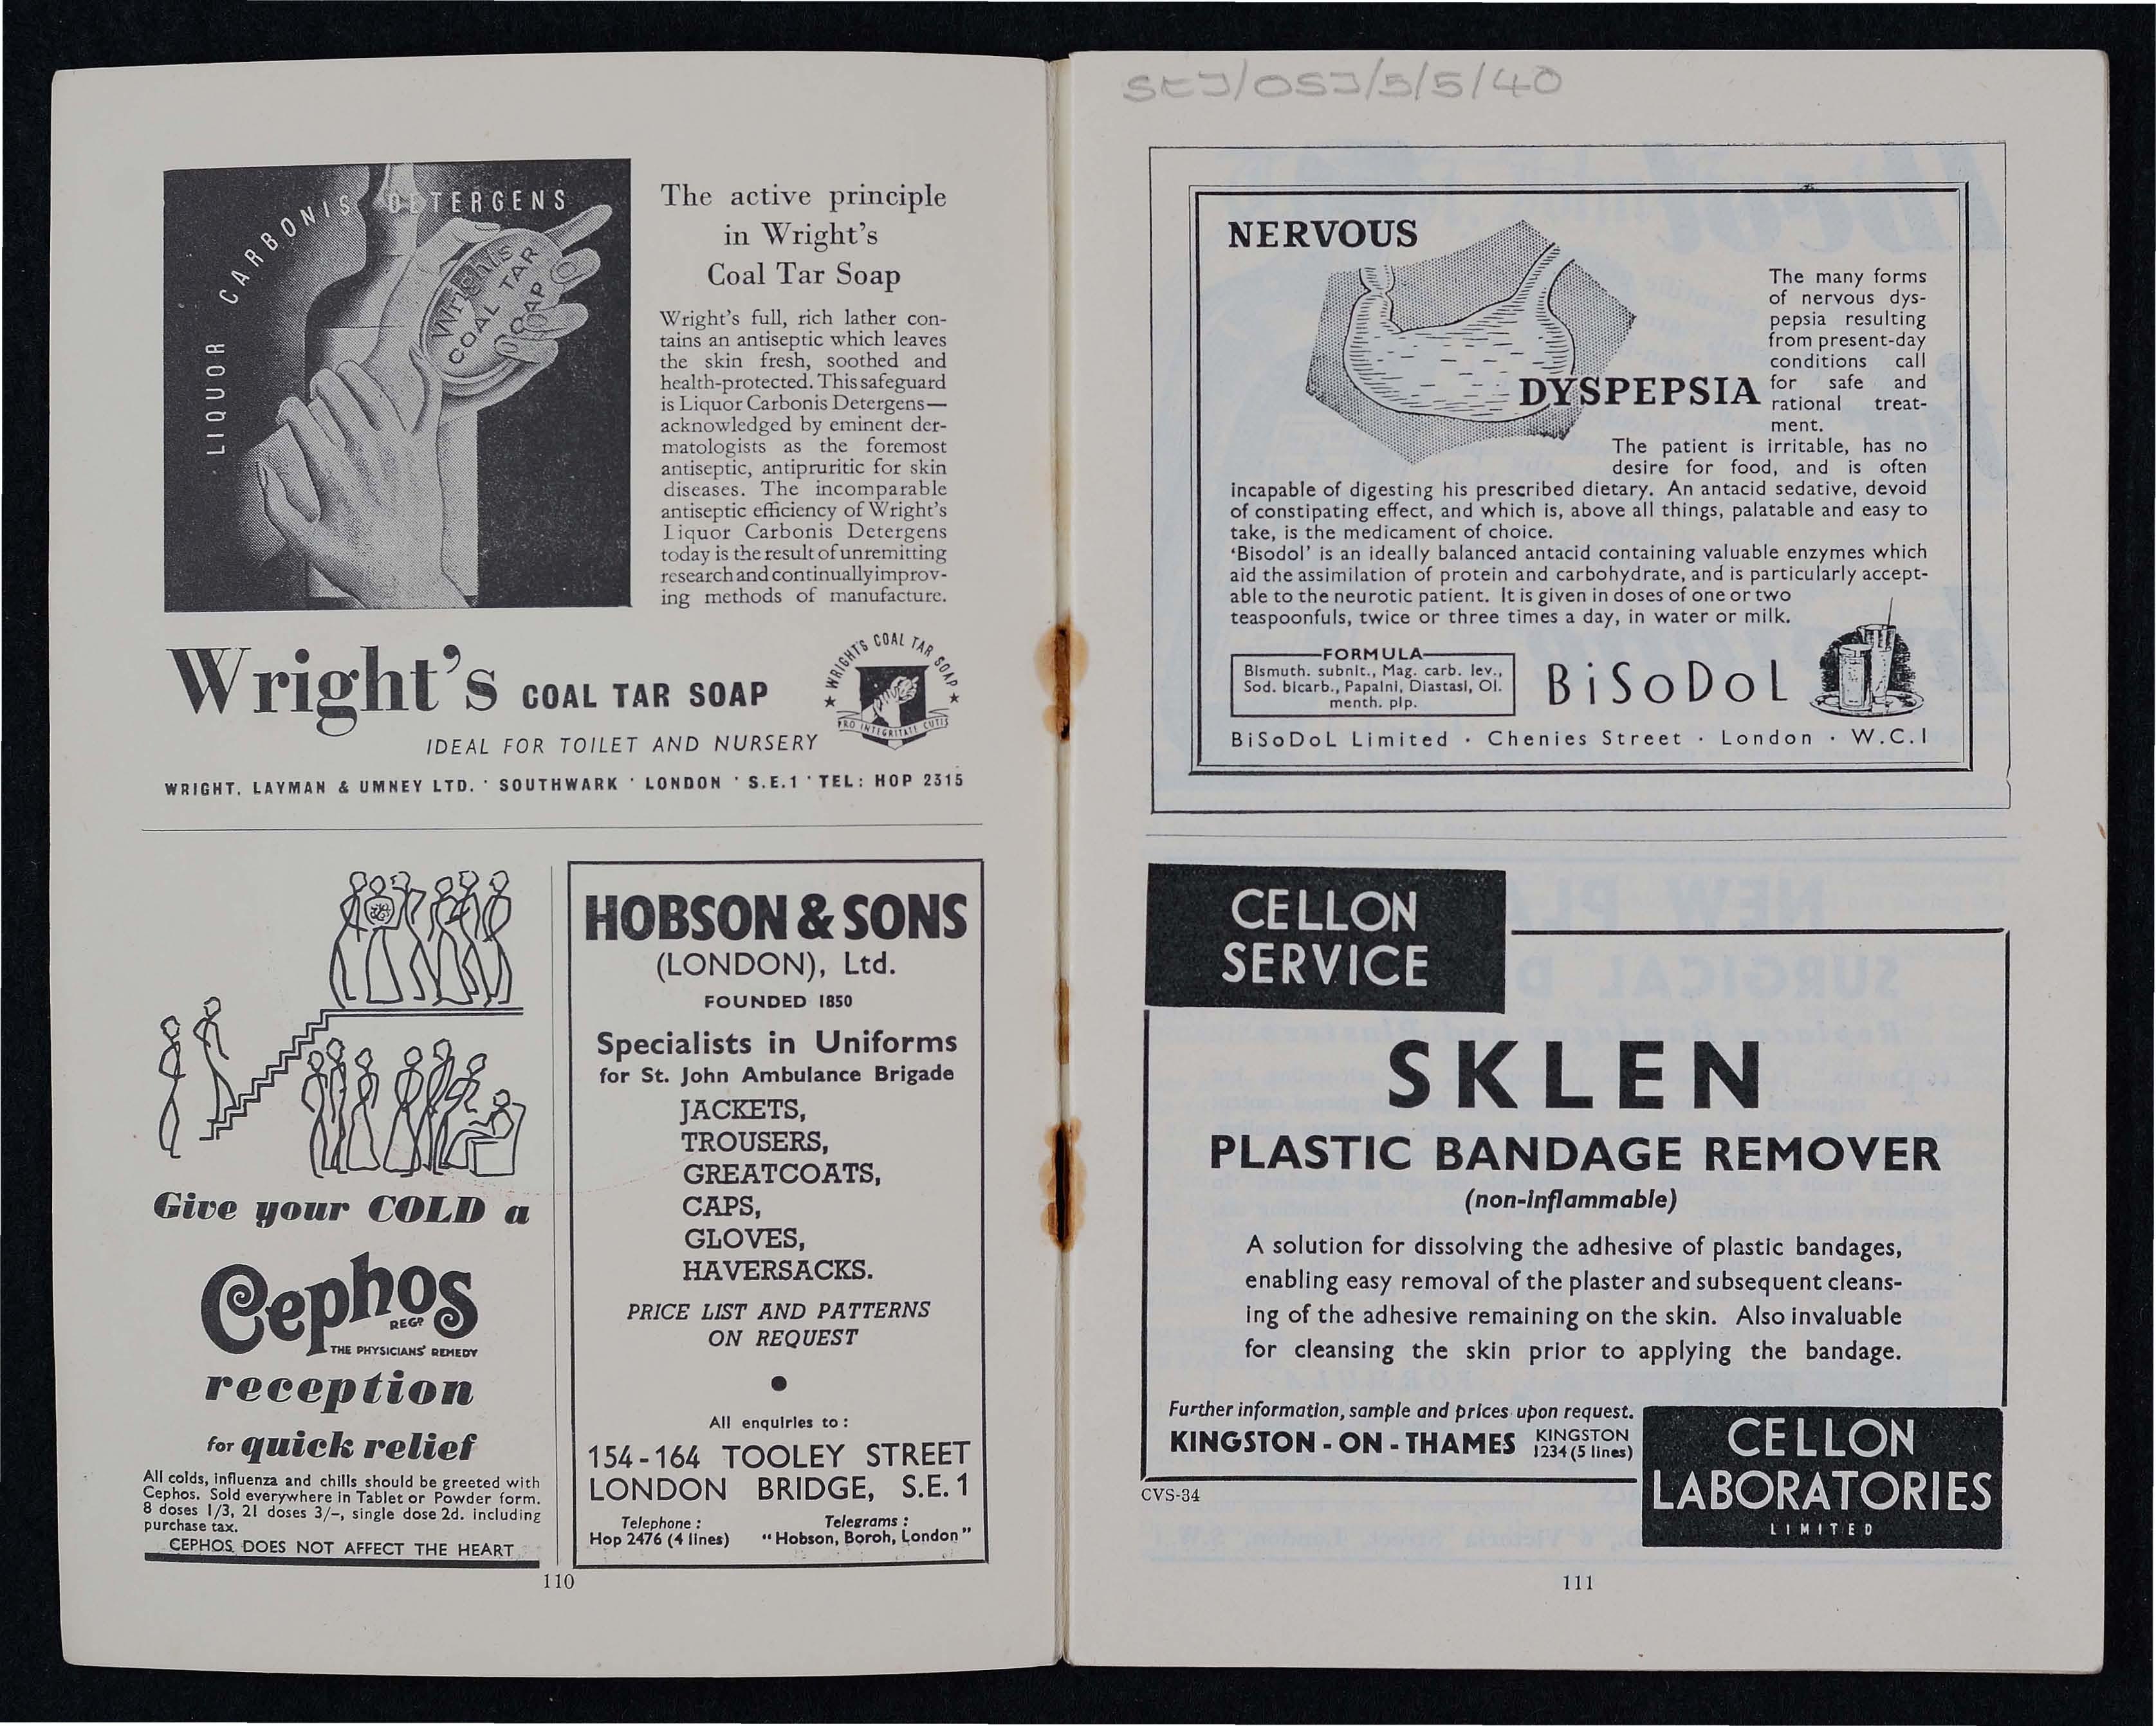 LIQUOR CARBONIS DETERGENS
Wright's
COAL TAR
SOAP
The active principle
in Wright's
Coal Tar Soap
Wright's full, rich lather con-
tains an antiseptic which leaves
the skin fresh, soothed and
health-protected. This safeguard
is Liquor Carbonis Detergens—
acknowledged by eminent der-
matologists as the foremost
antiseptic, antipruritic for skin
diseases. The incomparable
antiseptic efficiency of Wright's
Liquor Carbonis Detergens
today is the result of unremitting
research and continually improv-
ing methods of manufacture.
Wright's COAL TAR SOAP
★ WRIGHT'S COAL TAR SOAP ★
PRO INTEGRITATE CUTIS
IDEAL FOR TOILET AND NURSERY
WRIGHT, LAYMAN & UMNEY LTD. · SOUTHWARK · LONDON · S.E.1 · TEL: HOP 2315
Give your COLD a
Cephos
REGD
THE PHYSICIANS' REMEDY
reception
for quick relief
All colds, influenza and chills should be greeted with
Cephos. Sold everywhere in Tablet or Powder form.
8 doses 1/3, 21 doses 3/-, single dose 2d. including
purchase tax.
CEPHOS DOES NOT AFFECT THE HEART
HOBSON & SONS
(LONDON), Ltd.
FOUNDED 1850
Specialists in Uniforms
for St. John Ambulance Brigade
JACKETS,
TROUSERS,
GREATCOATS,
CAPS,
GLOVES,
HAVERSACKS.
PRICE LIST AND PATTERNS
ON REQUEST
All enquiries to :
154-164 TOOLEY STREET
LONDON BRIDGE, S.E.1
Telephone :
Hop 2476 (4 lines)
Telegrams :
"Hobson, Boroh, London"
110
StJ/OSJ/5/5/40
NERVOUS
DYSPEPSIA
The many forms
of nervous dys-
pepsia resulting
from present-day
conditions call
for safe and
rational treat-
ment.
The patient is irritable, has no
desire for food, and is often
incapable of digesting his prescribed dietary. An antacid sedative, devoid
of constipating effect, and which is, above all things, palatable and easy to
take, is the medicament of choice.
'Bisodol' is an ideally balanced antacid containing valuable enzymes which
aid the assimilation of protein and carbohydrate, and is particularly accept-
able to the neurotic patient. It is given in doses of one or two
teaspoonfuls, twice or three times a day, in water or milk.
FORMULA
Bismuth. subnit., Mag. carb. lev.,
Sod. bicarb., Papaini, Diastasi, Ol.
menth. pip.
BiSoDoL
BiSoDoL Limited · Chenies Street · London · W.C.1
CELLON
SERVICE
SKLEN
PLASTIC BANDAGE REMOVER
(non-inflammable)
A solution for dissolving the adhesive of plastic bandages,
enabling easy removal of the plaster and subsequent cleans-
ing of the adhesive remaining on the skin. Also invaluable
for cleansing the skin prior to applying the bandage.
Further information, sample and prices upon request.
KINGSTON-ON-THAMES KINGSTON
1234 (5 lines)
CELLON
LABORATORIES
LIMITED
CVS-34
111